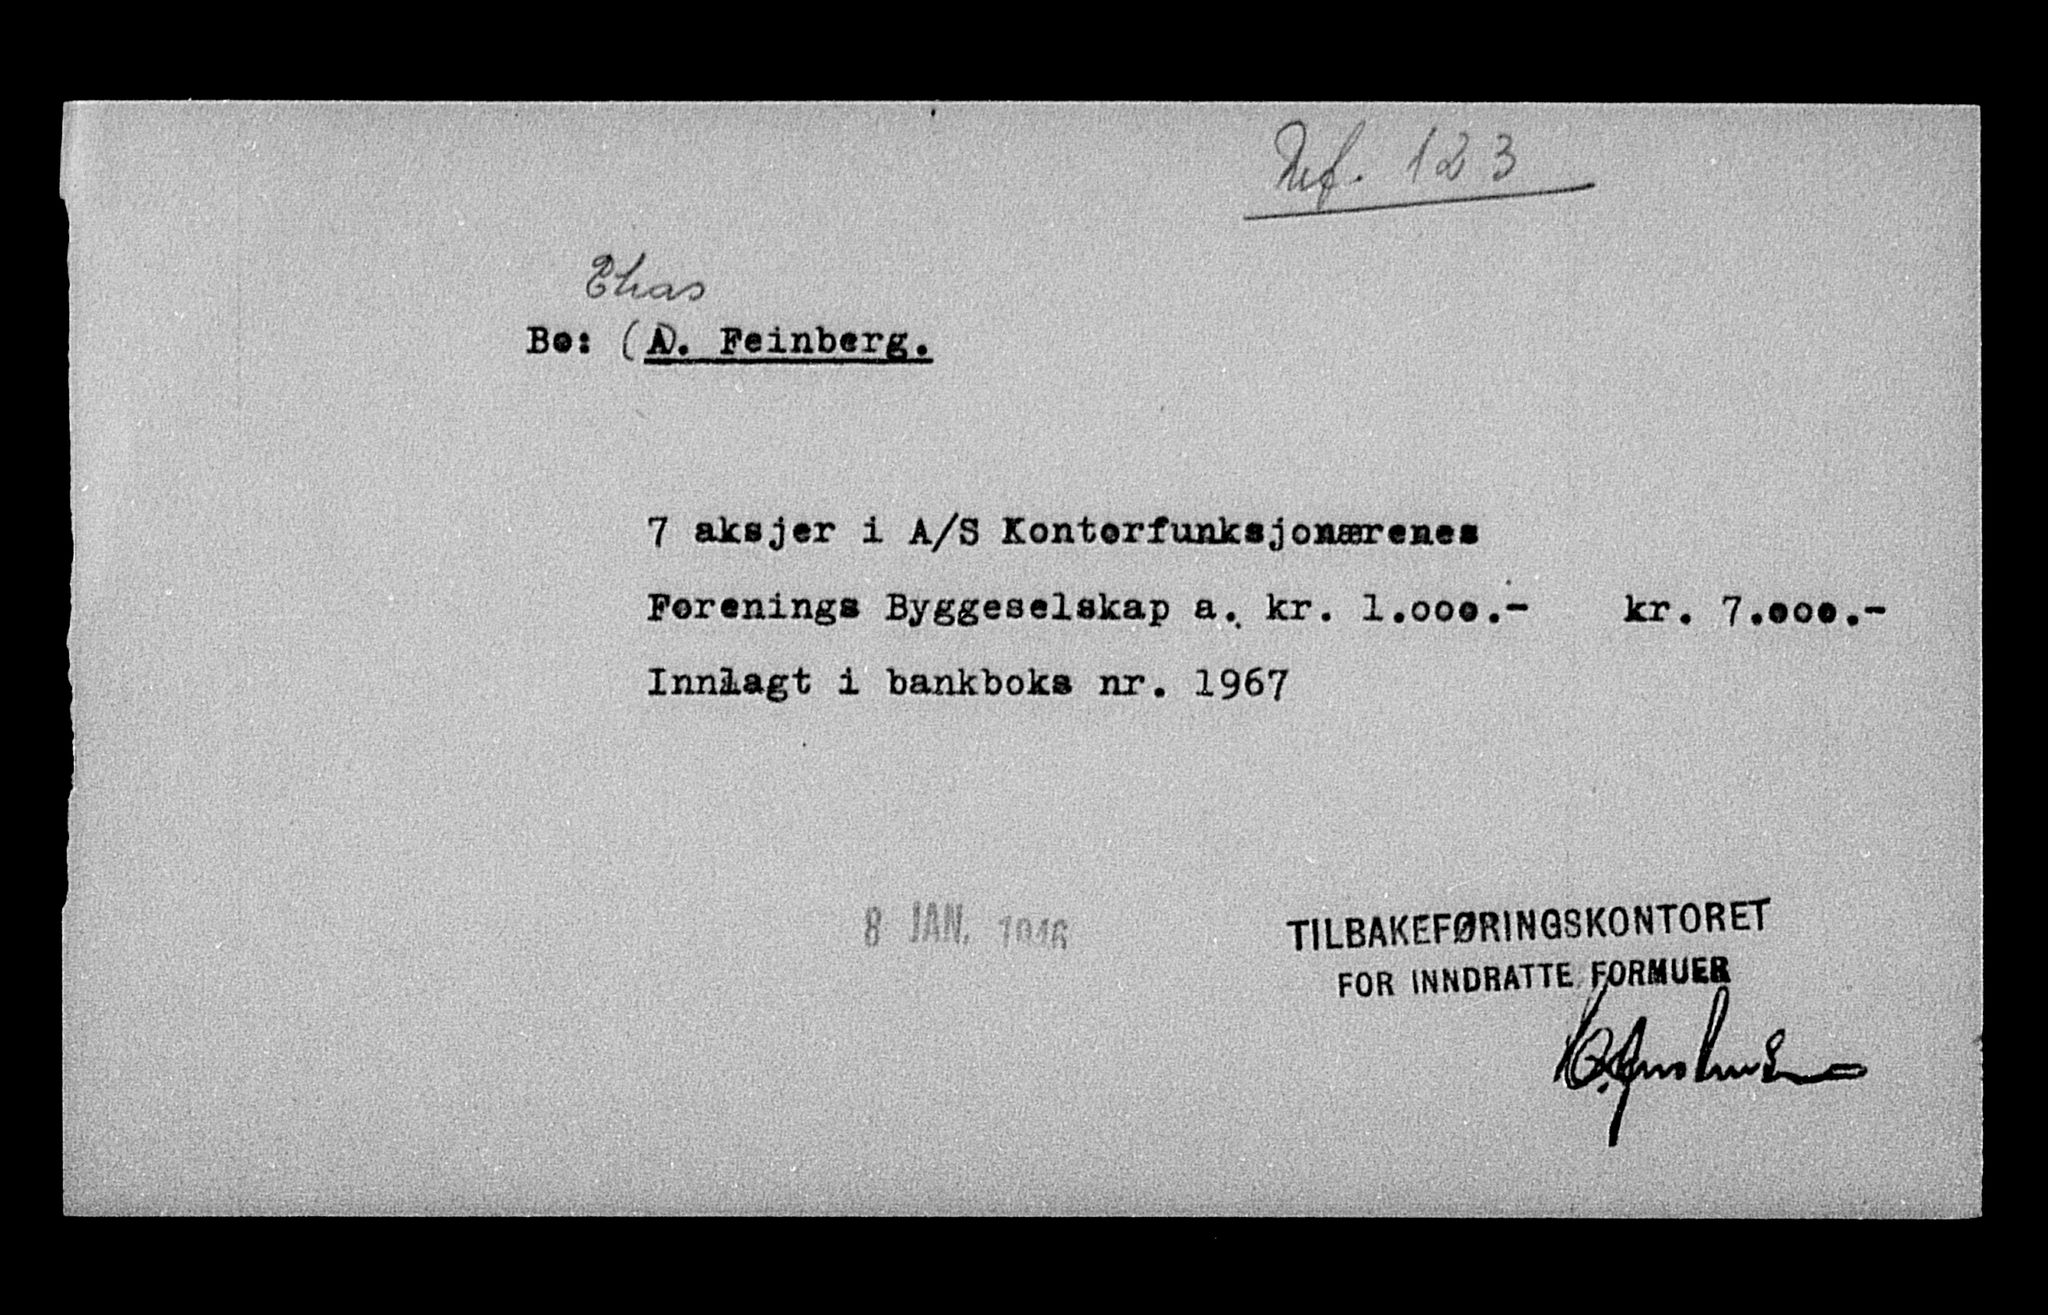 Nf. 123
Elias
Bo: (A). Feinberg.
7 aksjer i A/S Kontorfunksjonærenes
Forenings Byggeselskap a. kr. 1.000.- kr. 7.000.-
Innlagt i bankboks nr. 1967
8 JAN. 1946
TILBAKEFØRINGSKONTORET
FOR INNDRATTE FORMUER